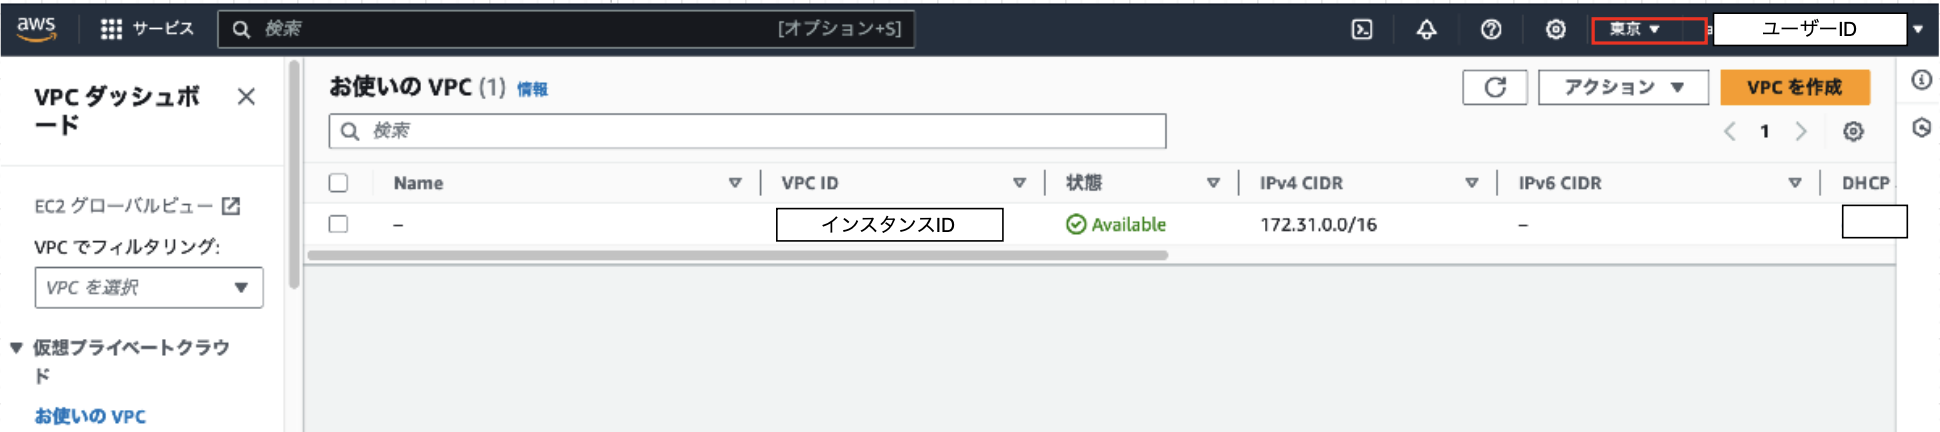 aws サービス 検索 [オプション+S] 東京 ▼ ユーザーID
VPC ダッシュボ
ード
お使いの VPC (1) 情報 アクション VPC を作成
検索 1
Name VPC ID 状態 IPv4 CIDR IPv6 CIDR DHCP
– インスタンスID Available 172.31.0.0/16 –
EC2 グローバルビュー
VPC でフィルタリング:
VPC を選択
▼ 仮想プライベートクラウ
ド
お使いの VPC